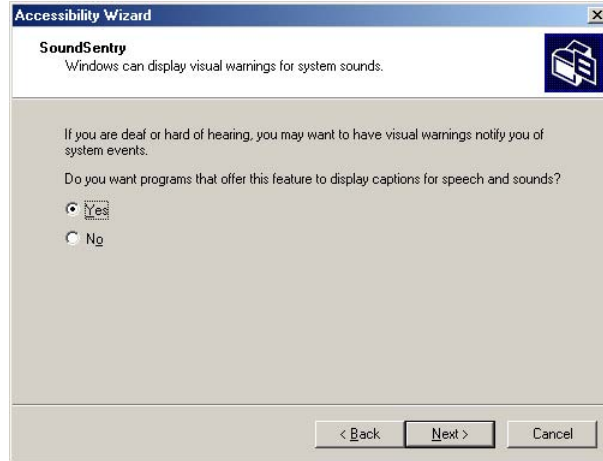 Accessibility Wizard
SoundSentry
Windows can display visual warnings for system sounds.
If you are deaf or hard of hearing, you may want to have visual warnings notify you of
system events.
Do you want programs that offer this feature to display captions for speech and sounds?
Yes
No
< Back Next > Cancel